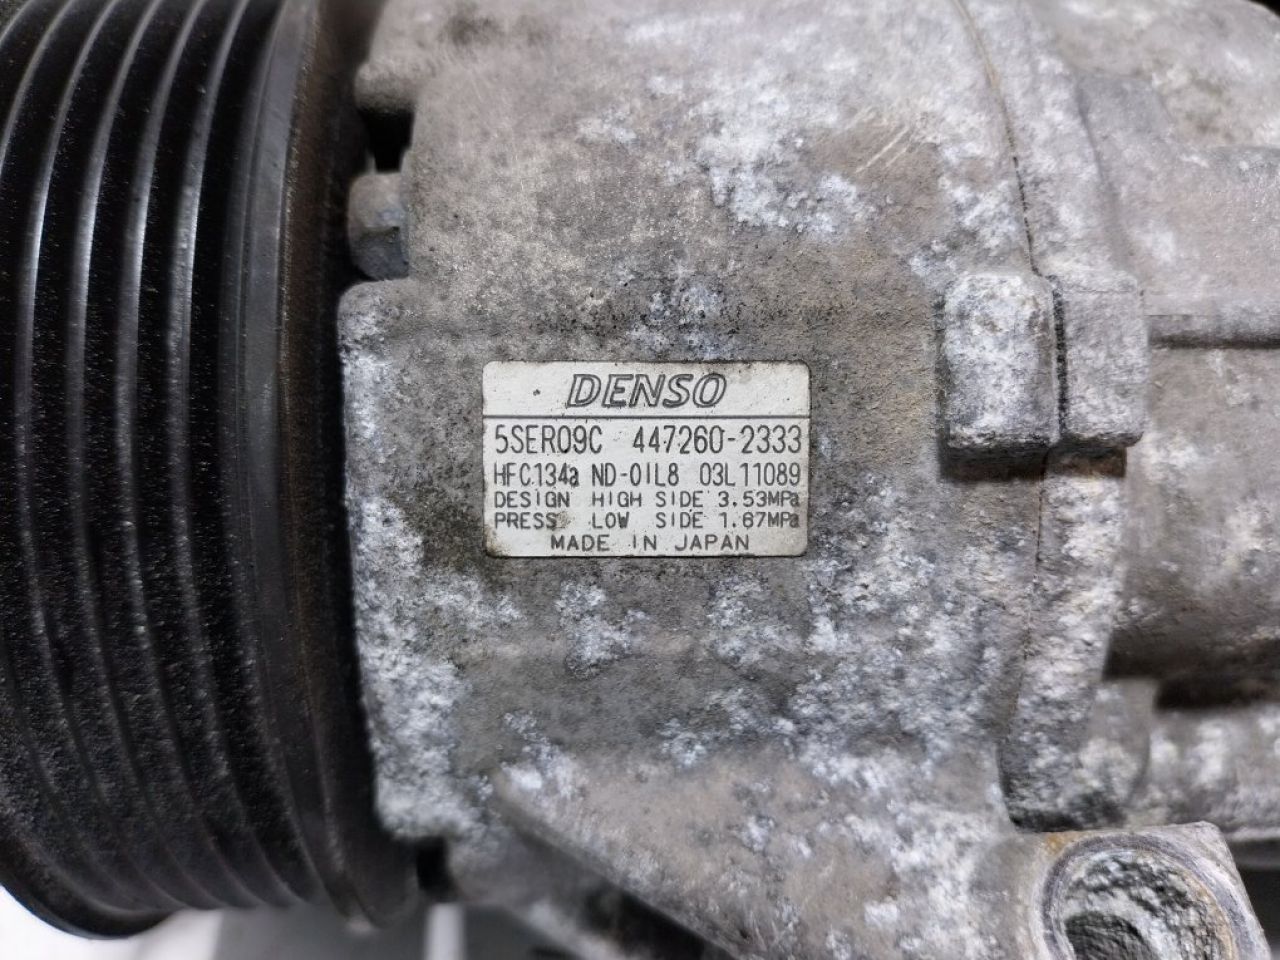 DENSO
5SER09C 447260-2333
HFC134a ND-OIL8 03L11089
DESIGN HIGH SIDE 3.53MPa
PRESS LOW SIDE 1.67MPa
MADE IN JAPAN